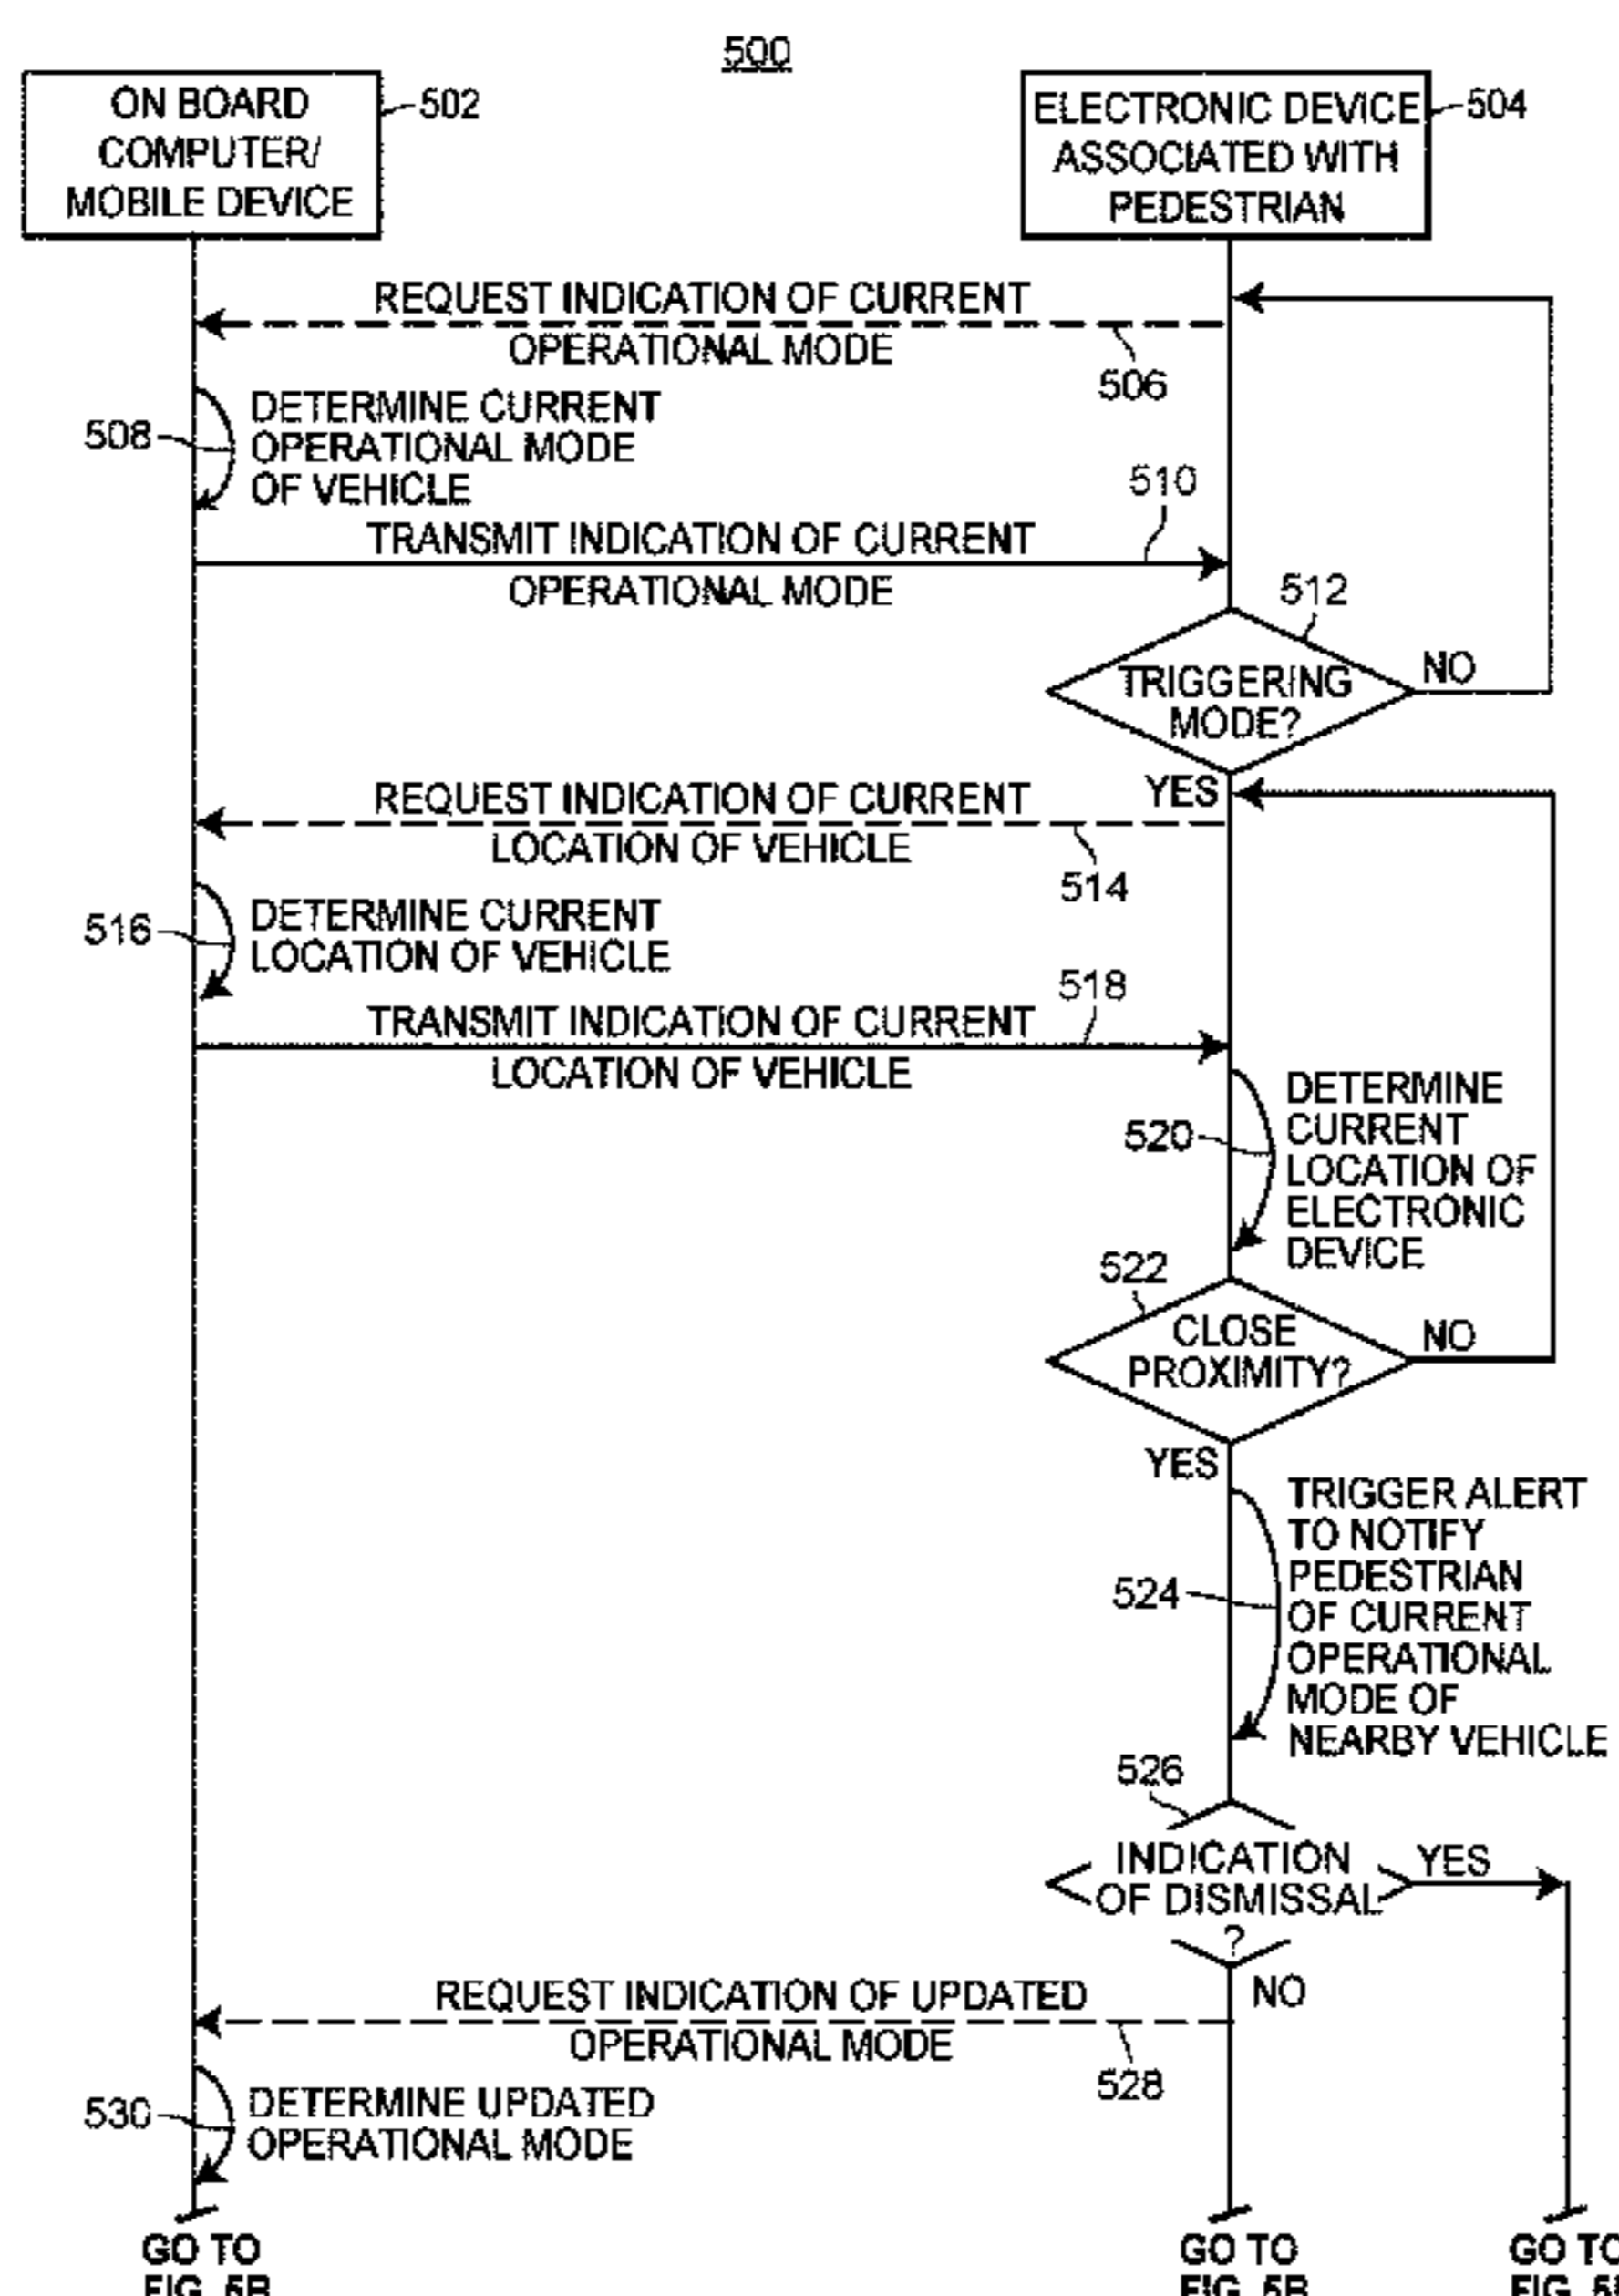 500
ON BOARD
COMPUTER/
MOBILE DEVICE
502
ELECTRONIC DEVICE
ASSOCIATED WITH
PEDESTRIAN
504
REQUEST INDICATION OF CURRENT
OPERATIONAL MODE
506
508
DETERMINE CURRENT
OPERATIONAL MODE
OF VEHICLE
510
TRANSMIT INDICATION OF CURRENT
OPERATIONAL MODE
512
TRIGGERING
MODE?
NO
YES
REQUEST INDICATION OF CURRENT
LOCATION OF VEHICLE
514
516
DETERMINE CURRENT
LOCATION OF VEHICLE
518
TRANSMIT INDICATION OF CURRENT
LOCATION OF VEHICLE
520
DETERMINE
CURRENT
LOCATION OF
ELECTRONIC
DEVICE
522
CLOSE
PROXIMITY?
NO
YES
524
TRIGGER ALERT
TO NOTIFY
PEDESTRIAN
OF CURRENT
OPERATIONAL
MODE OF
NEARBY VEHICLE
526
INDICATION
OF DISMISSAL
?
YES
NO
REQUEST INDICATION OF UPDATED
OPERATIONAL MODE
528
530
DETERMINE UPDATED
OPERATIONAL MODE
GO TO
FIG. 5B
GO TO
FIG. 5B
GO TO
FIG.